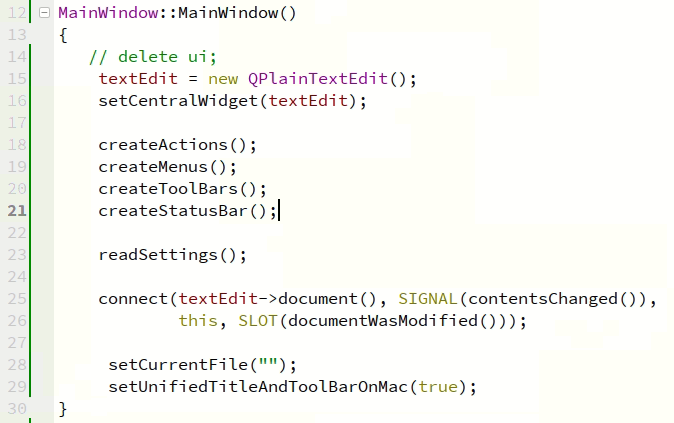 12 MainWindow::MainWindow()
13 {
14 // delete ui;
15 textEdit = new QPlainTextEdit();
16 setCentralWidget(textEdit);
17
18 createActions();
19 createMenus();
20 createToolBars();
21 createStatusBar();
22
23 readSettings();
24
25 connect(textEdit->document(), SIGNAL(contentsChanged()),
26 this, SLOT(documentWasModified()));
27
28 setCurrentFile("");
29 setUnifiedTitleAndToolBarOnMac(true);
30 }